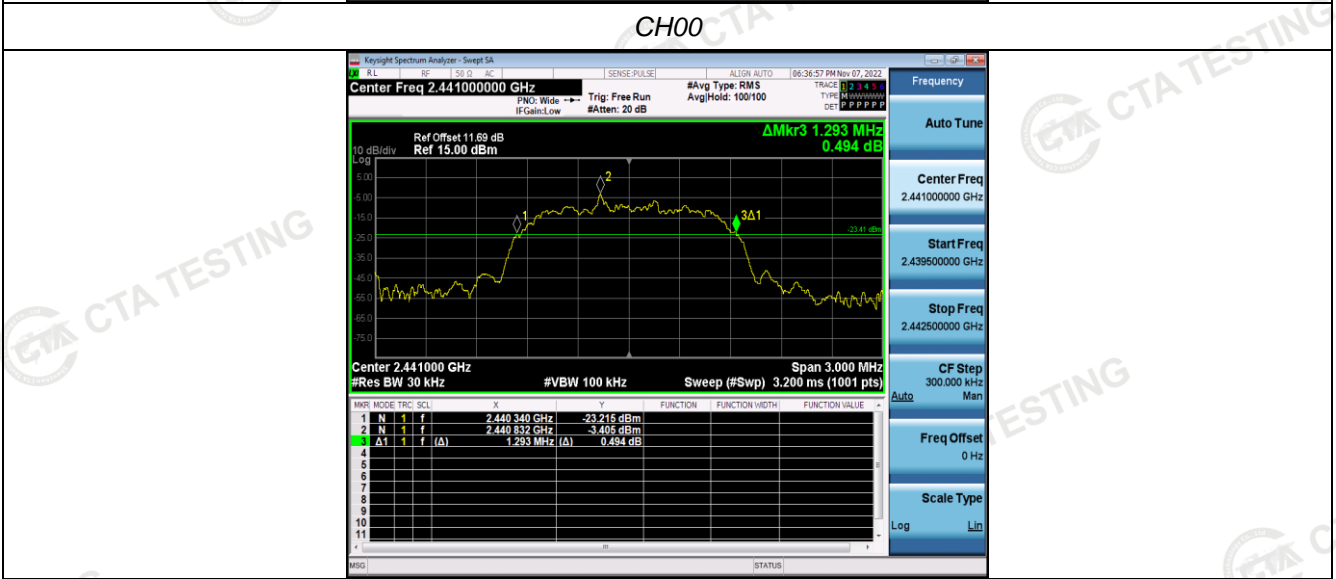 CH00
Keysight Spectrum Analyzer - Swept SA
RL RF 50 Ω AC SENSE:PULSE ALIGN AUTO 06:36:57 PM Nov 07, 2022
Center Freq 2.441000000 GHz
PNO: Wide
IFGain:Low
Trig: Free Run
#Atten: 20 dB
#Avg Type: RMS
Avg|Hold: 100/100
TRACE 1 2 3 4 5 6
TYPE M W W W W W
DET P P P P P P
Frequency
Auto Tune
Center Freq
2.441000000 GHz
Start Freq
2.439500000 GHz
Stop Freq
2.442500000 GHz
CF Step
300.000 kHz
Auto Man
Freq Offset
0 Hz
Scale Type
Log Lin
Ref Offset 11.69 dB
10 dB/div Ref 15.00 dBm
Log
ΔMkr3 1.293 MHz
0.494 dB
5.00
-5.00
-15.0
-25.0
-35.0
-45.0
-55.0
-65.0
-75.0
1
2
3Δ1
-23.41 dBm
Center 2.441000 GHz Span 3.000 MHz
#Res BW 30 kHz #VBW 100 kHz Sweep (#Swp) 3.200 ms (1001 pts)
MKR MODE TRC SCL X Y FUNCTION FUNCTION WIDTH FUNCTION VALUE
1 N 1 f 2.440 340 GHz -23.215 dBm
2 N 1 f 2.440 832 GHz -3.405 dBm
3 Δ1 1 f (Δ) 1.293 MHz (Δ) 0.494 dB
4
5
6
7
8
9
10
11
MSG STATUS
CTA TESTING
CTA TESTING
CTA TESTING